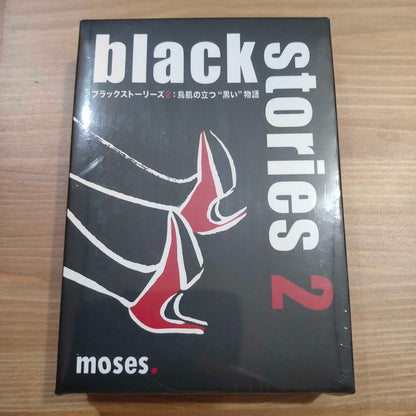 black
stories 2
ブラックストーリーズ2：鳥肌の立つ“黒い”物語
moses.